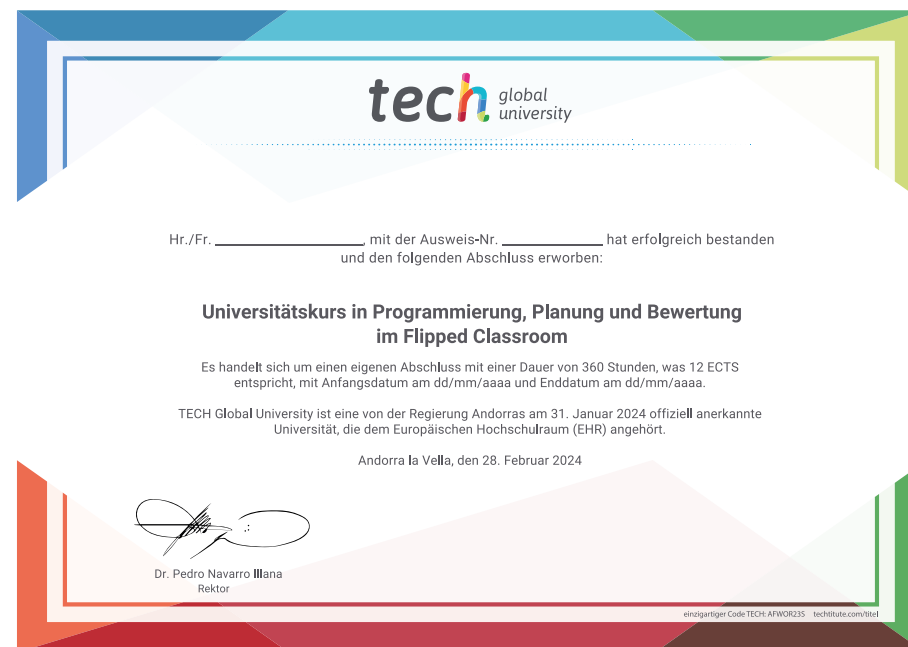 tech global university
Hr./Fr. ____________________, mit der Ausweis-Nr. ______________ hat erfolgreich bestanden
und den folgenden Abschluss erworben:
Universitätskurs in Programmierung, Planung und Bewertung
im Flipped Classroom
Es handelt sich um einen eigenen Abschluss mit einer Dauer von 360 Stunden, was 12 ECTS
entspricht, mit Anfangsdatum am dd/mm/aaaa und Enddatum am dd/mm/aaaa.
TECH Global University ist eine von der Regierung Andorras am 31. Januar 2024 offiziell anerkannte
Universität, die dem Europäischen Hochschulraum (EHR) angehört.
Andorra la Vella, den 28. Februar 2024
Dr. Pedro Navarro Illana
Rektor
einzigartiger Code TECH: AFWOR235 techtitute.com/titel